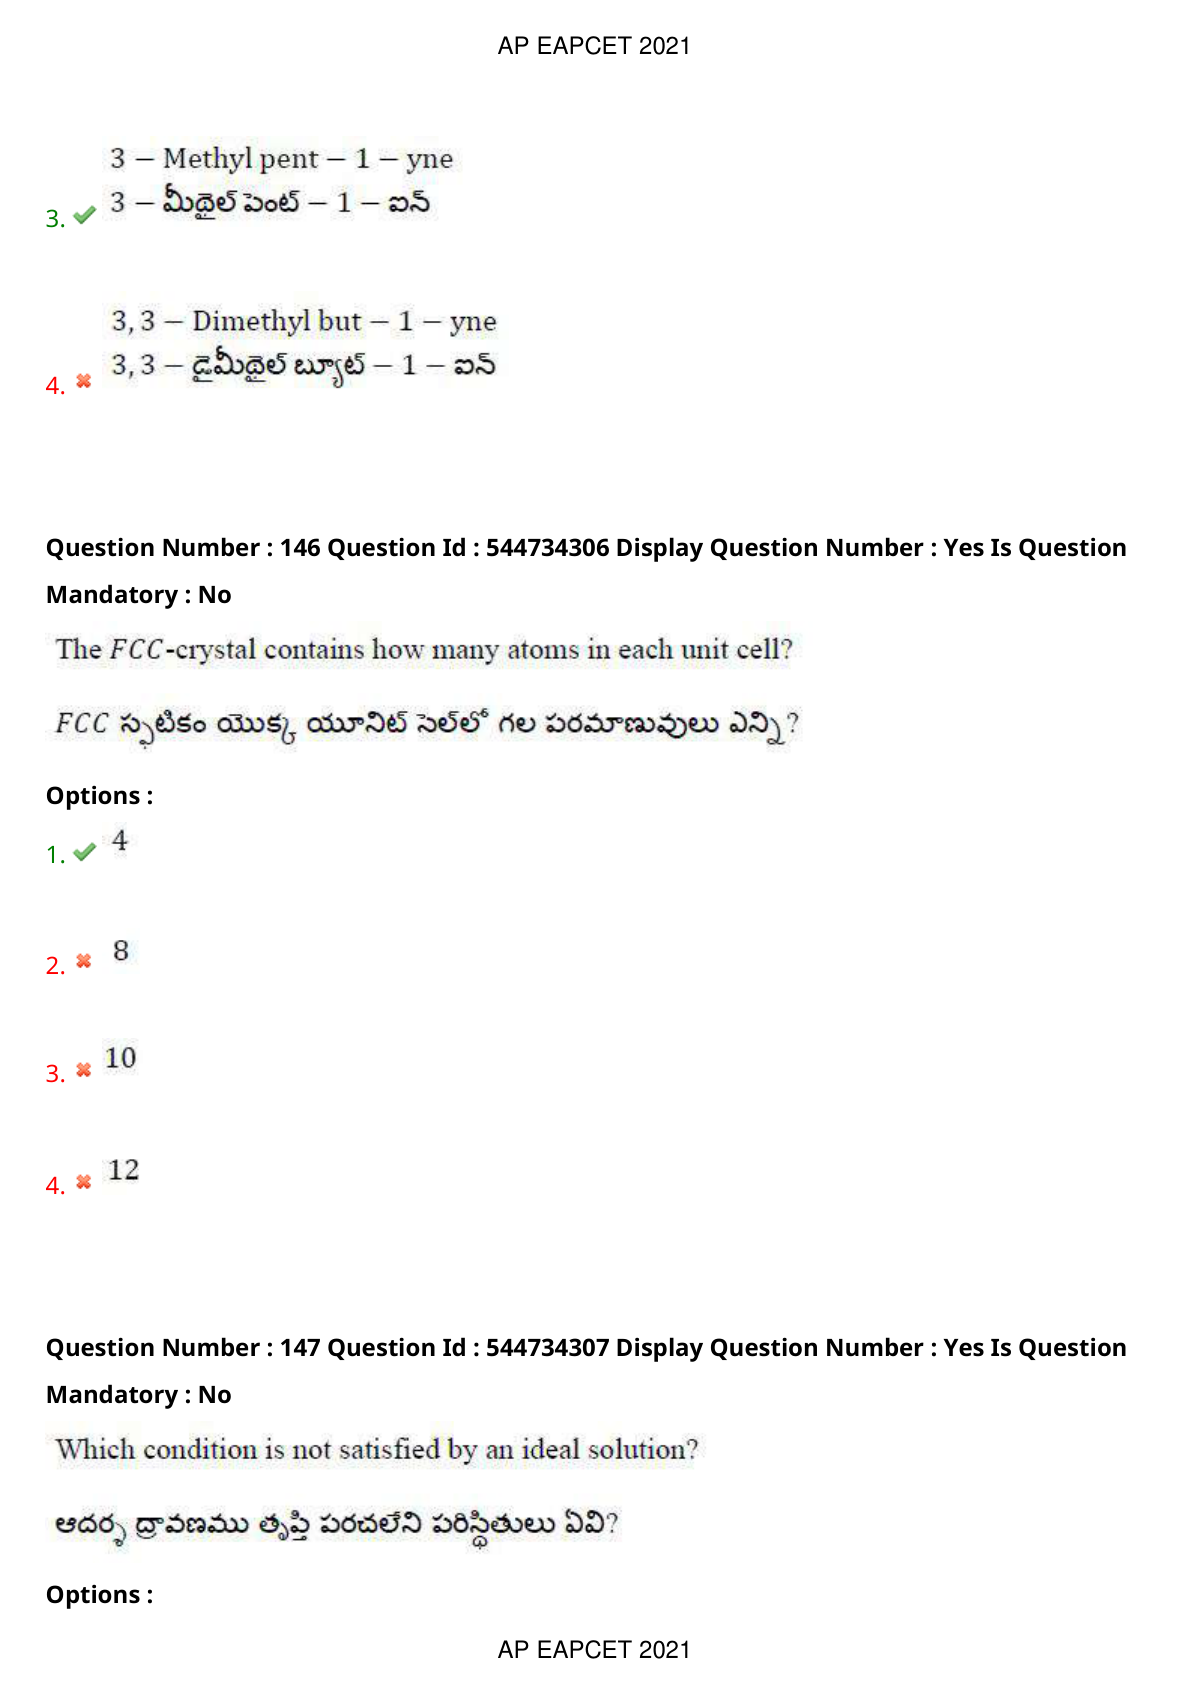 AP EAPCET 2021
3 − Methyl pent − 1 − yne
3 − మీథైల్ పెంట్ − 1 − ఐన్
3.
3, 3 − Dimethyl but − 1 − yne
3, 3 − డైమీథైల్ బ్యూట్ − 1 − ఐన్
4.
Question Number : 146 Question Id : 544734306 Display Question Number : Yes Is Question
Mandatory : No
The FCC-crystal contains how many atoms in each unit cell?
FCC స్ఫటికం యొక్క యూనిట్ సెల్‌లో గల పరమాణువులు ఎన్ని?
Options :
1. 4
2. 8
3. 10
4. 12
Question Number : 147 Question Id : 544734307 Display Question Number : Yes Is Question
Mandatory : No
Which condition is not satisfied by an ideal solution?
ఆదర్శ ద్రావణము తృప్తి పరచలేని పరిస్థితులు ఏవి?
Options :
AP EAPCET 2021